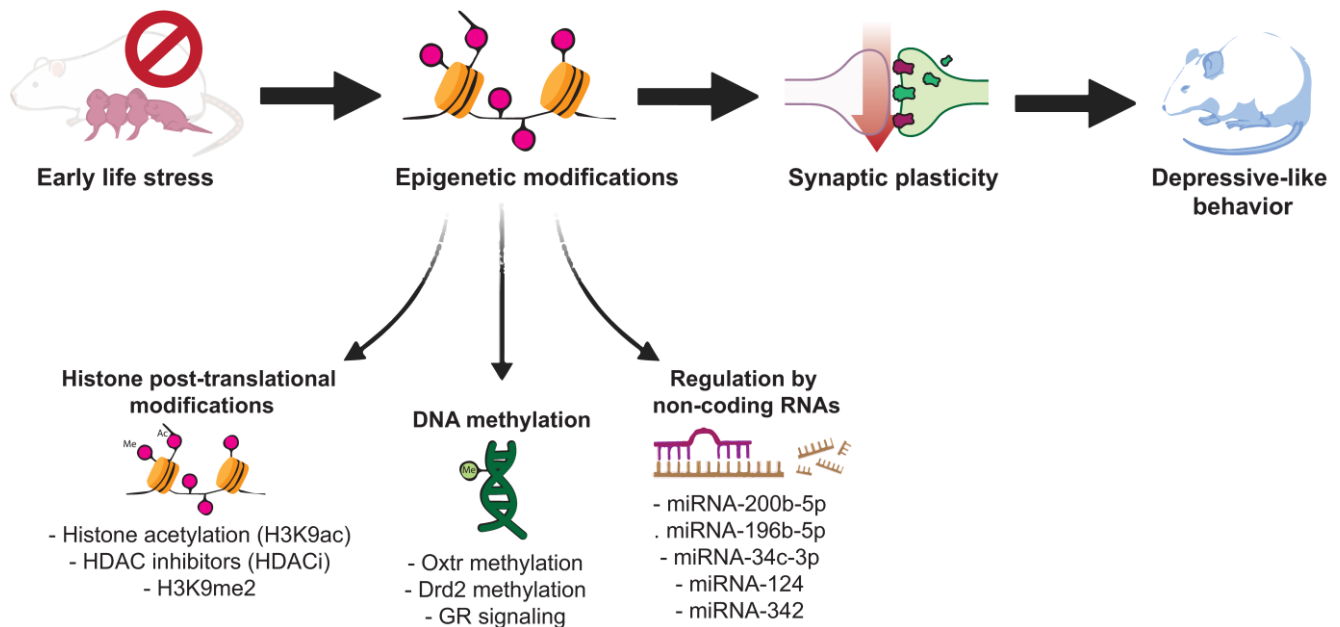 Early life stress
Epigenetic modifications
Synaptic plasticity
Depressive-like
behavior
Histone post-translational
modifications
Me
Ac
- Histone acetylation (H3K9ac)
- HDAC inhibitors (HDACi)
- H3K9me2
DNA methylation
Me
- Oxtr methylation
- Drd2 methylation
- GR signaling
Regulation by
non-coding RNAs
- miRNA-200b-5p
. miRNA-196b-5p
- miRNA-34c-3p
- miRNA-124
- miRNA-342